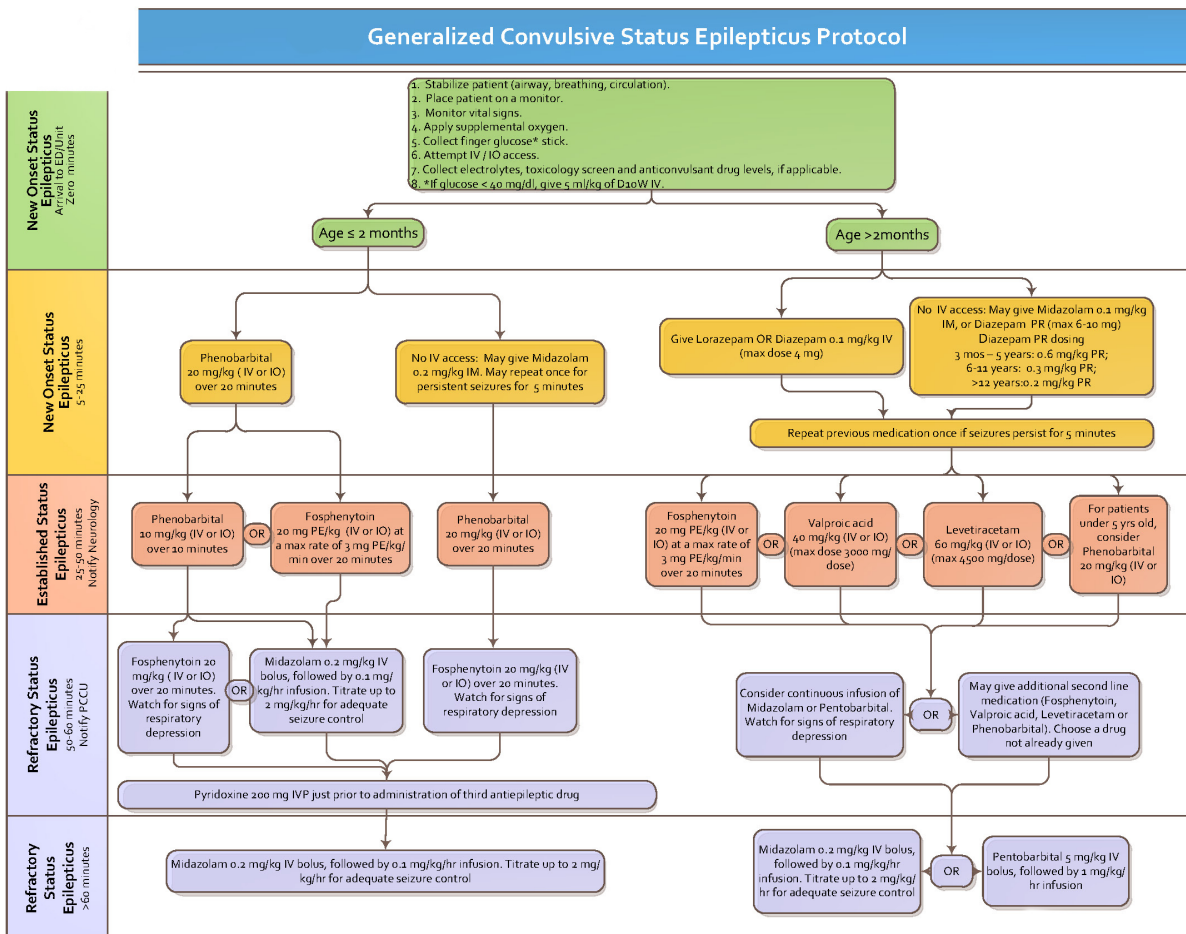 Generalized Convulsive Status Epilepticus Protocol
New Onset Status
Epilepticus
Arrival to ED/Unit
Zero minutes
1. Stabilize patient (airway, breathing, circulation).
2. Place patient on a monitor.
3. Monitor vital signs.
4. Apply supplemental oxygen.
5. Collect finger glucose* stick.
6. Attempt IV / IO access.
7. Collect electrolytes, toxicology screen and anticonvulsant drug levels, if applicable.
8. *If glucose < 40 mg/dl, give 5 ml/kg of D10W IV.
Age ≤ 2 months
Age >2months
New Onset Status
Epilepticus
5-25 minutes
Phenobarbital
20 mg/kg ( IV or IO)
over 20 minutes
No IV access: May give Midazolam
0.2 mg/kg IM. May repeat once for
persistent seizures for 5 minutes
Give Lorazepam OR Diazepam 0.1 mg/kg IV
(max dose 4 mg)
No IV access: May give Midazolam 0.1 mg/kg
IM, or Diazepam PR (max 6-10 mg)
Diazepam PR dosing
3 mos – 5 years: 0.6 mg/kg PR;
6-11 years: 0.3 mg/kg PR;
>12 years:0.2 mg/kg PR
Repeat previous medication once if seizures persist for 5 minutes
Established Status
Epilepticus
25-50 minutes
Notify Neurology
Phenobarbital
10 mg/kg (IV or IO)
over 10 minutes
OR
Fosphenytoin
20 mg PE/kg (IV or IO) at
a max rate of 3 mg PE/kg/
min over 20 minutes
Phenobarbital
20 mg/kg (IV or IO)
over 20 minutes
Fosphenytoin
20 mg PE/kg (IV or
IO) at a max rate of
3 mg PE/kg/min
over 20 minutes
OR
Valproic acid
40 mg/kg (IV or IO)
(max dose 3000 mg/
dose)
OR
Levetiracetam
60 mg/kg (IV or IO)
(max 4500 mg/dose)
OR
For patients
under 5 yrs old,
consider
Phenobarbital
20 mg/kg (IV or
IO)
Refractory Status
Epilepticus
50-60 minutes
Notify PCCU
Fosphenytoin 20
mg/kg ( IV or IO)
over 20 minutes.
Watch for signs of
respiratory
depression
OR
Midazolam 0.2 mg/kg IV
bolus, followed by 0.1 mg/
kg/hr infusion. Titrate up to
2 mg/kg/hr for adequate
seizure control
Fosphenytoin 20 mg/kg (IV
or IO) over 20 minutes.
Watch for signs of
respiratory depression
Consider continuous infusion of
Midazolam or Pentobarbital.
Watch for signs of respiratory
depression
OR
May give additional second line
medication (Fosphenytoin,
Valproic acid, Levetiracetam or
Phenobarbital). Choose a drug
not already given
Pyridoxine 200 mg IVP just prior to administration of third antiepileptic drug
Refractory
Status
Epilepticus
>60 minutes
Midazolam 0.2 mg/kg IV bolus, followed by 0.1 mg/kg/hr infusion. Titrate up to 2 mg/
kg/hr for adequate seizure control
Midazolam 0.2 mg/kg IV bolus,
followed by 0.1 mg/kg/hr
infusion. Titrate up to 2 mg/kg/
hr for adequate seizure control
OR
Pentobarbital 5 mg/kg IV
bolus, followed by 1 mg/kg/
hr infusion